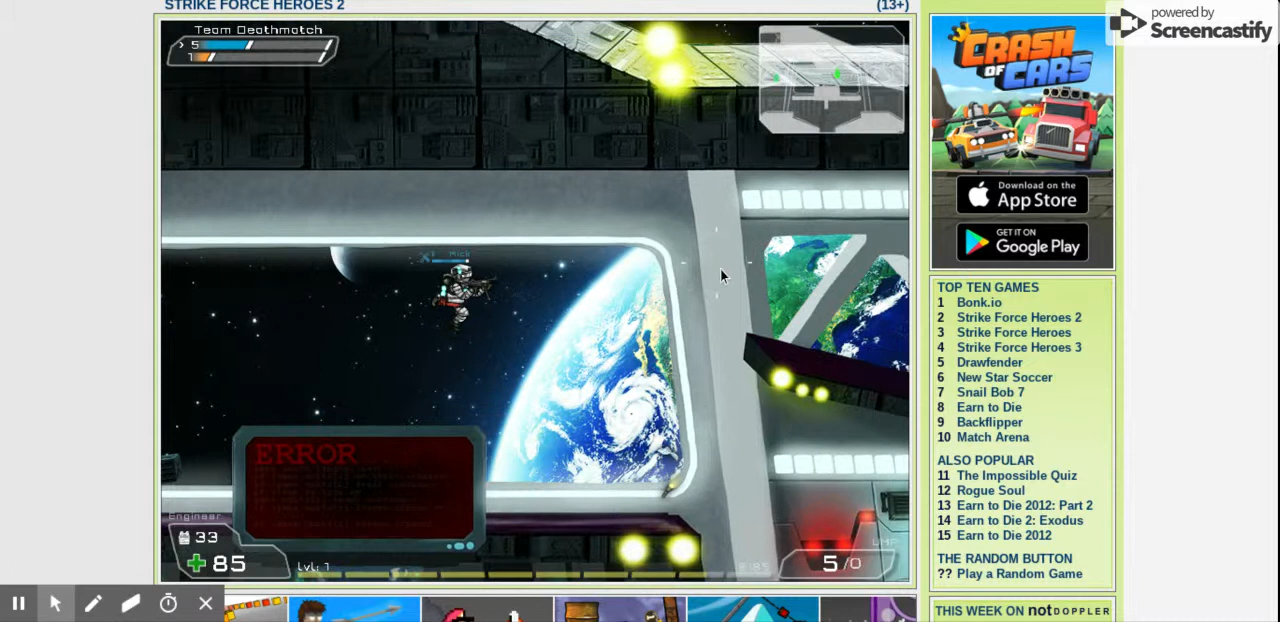 STRIKE FORCE HEROES 2
(13+)
powered by
Screencastify
Team Deathmatch
> 5
1
CRASH
OF
CARS
Download on the
App Store
GET IT ON
Google Play
Mick
TOP TEN GAMES
1 Bonk.io
2 Strike Force Heroes 2
3 Strike Force Heroes
4 Strike Force Heroes 3
5 Drawfender
6 New Star Soccer
7 Snail Bob 7
8 Earn to Die
9 Backflipper
10 Match Arena
ALSO POPULAR
11 The Impossible Quiz
12 Rogue Soul
13 Earn to Die 2012: Part 2
14 Earn to Die 2: Exodus
15 Earn to Die 2012
THE RANDOM BUTTON
?? Play a Random Game
THIS WEEK ON notDOPPLER
ERROR
Engineer
33
85
UMP
5/0